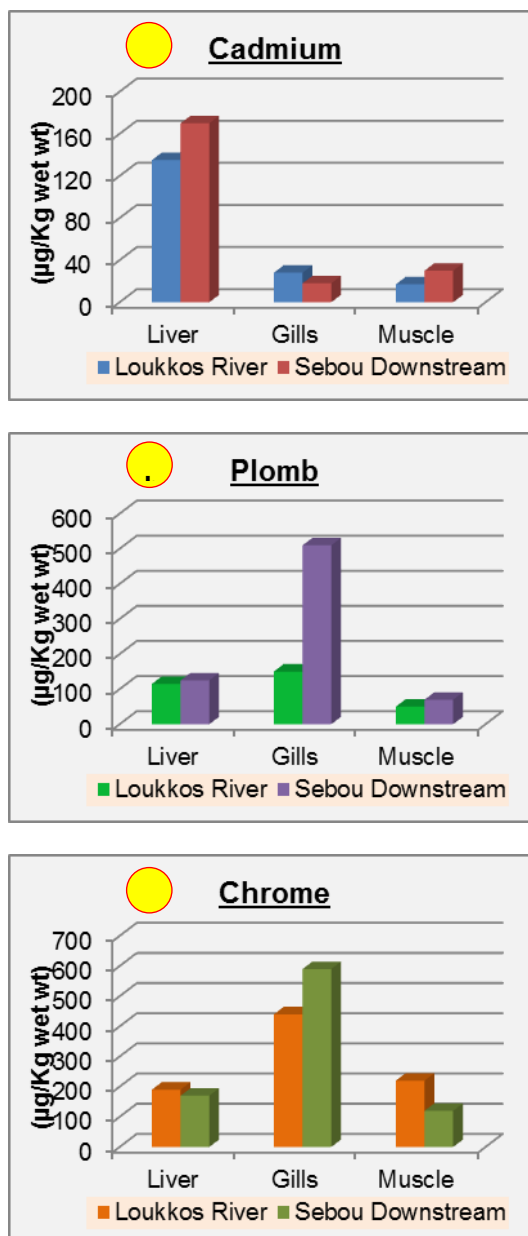 Cadmium
(µg/Kg wet wt)
200
160
120
80
40
0
Liver Gills Muscle
Loukkos River Sebou Downstream
.
Plomb
(µg/Kg wet wt)
600
500
400
300
200
100
0
Liver Gills Muscle
Loukkos River Sebou Downstream
Chrome
(µg/Kg wet wt)
700
600
500
400
300
200
100
0
Liver Gills Muscle
Loukkos River Sebou Downstream